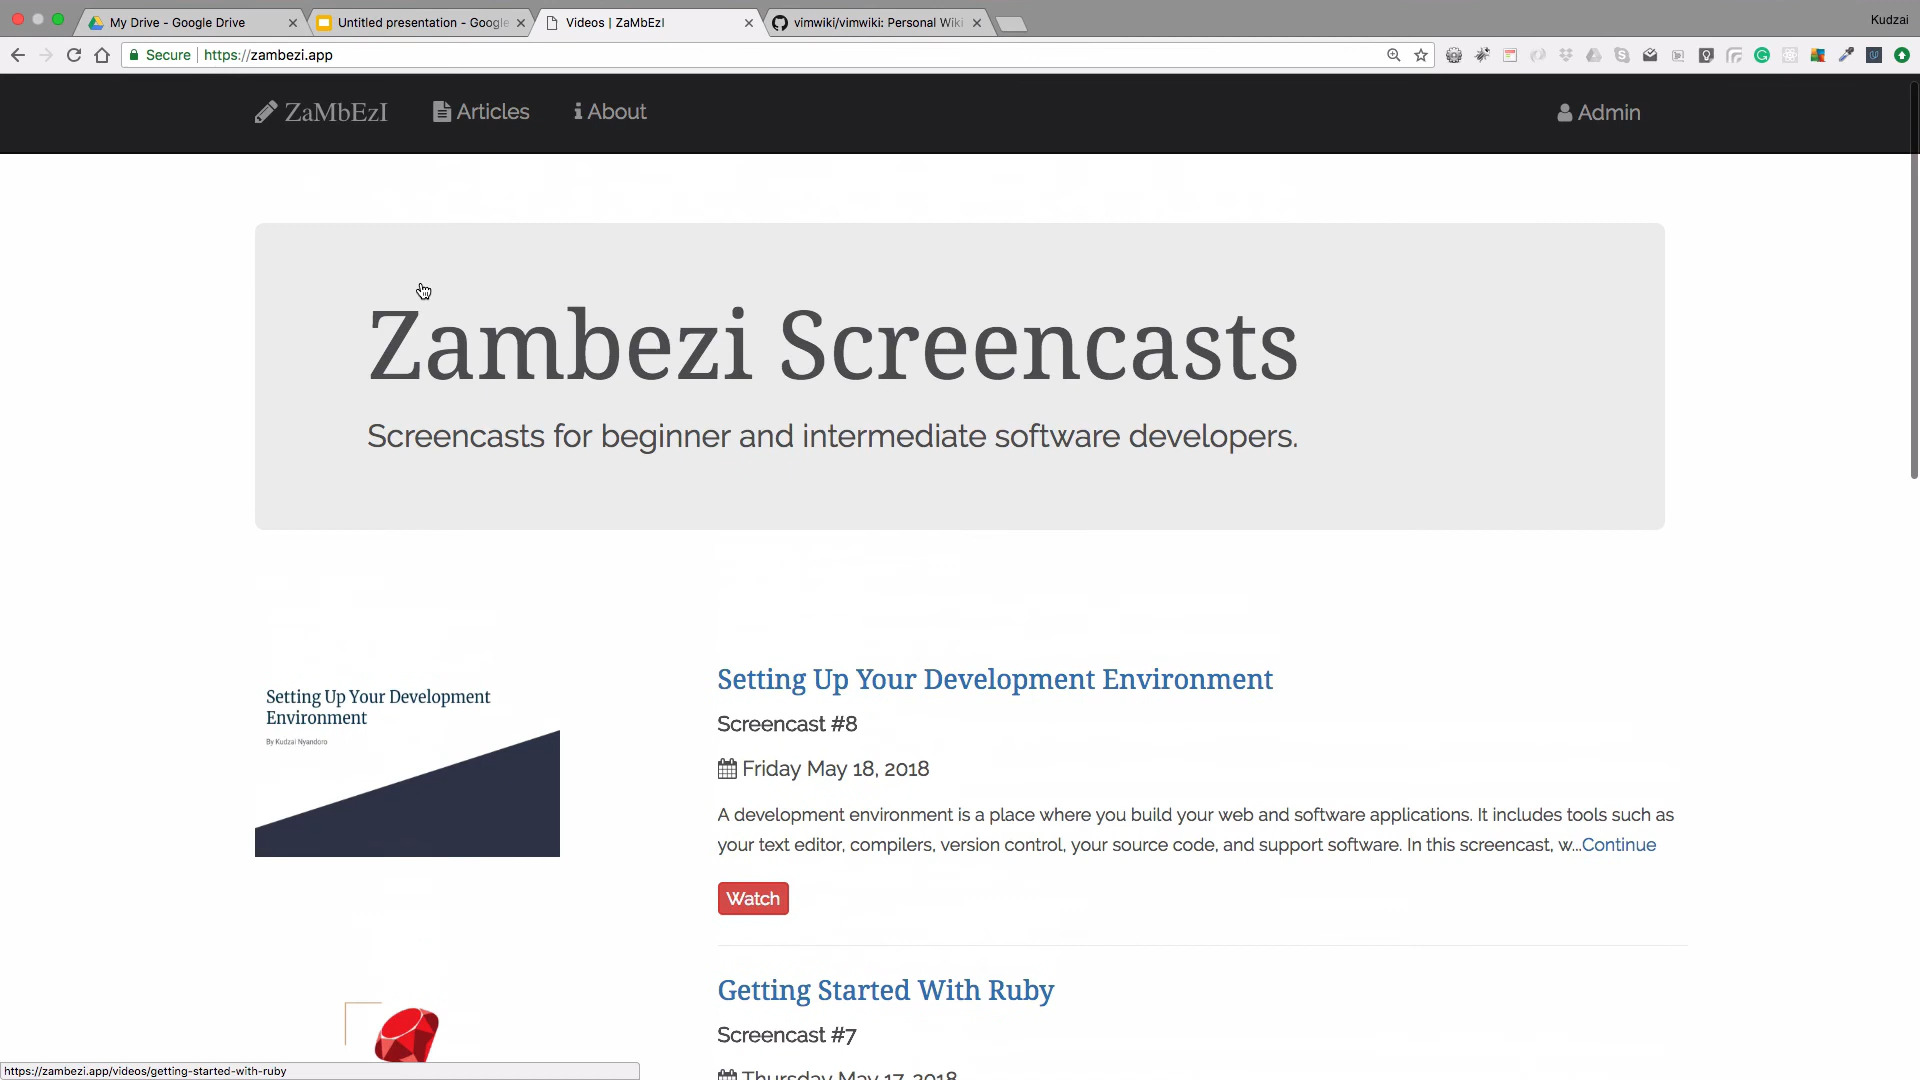 My Drive - Google Drive
Untitled presentation - Google
Videos | ZaMbEzI
vimwiki/vimwiki: Personal Wiki
Kudzai
Secure
https://zambezi.app
ZaMbEzI
Articles
About
Admin
Zambezi Screencasts
Screencasts for beginner and intermediate software developers.
Setting Up Your Development
Environment
By Kudzai Nyandoro
Setting Up Your Development Environment
Screencast #8
Friday May 18, 2018
A development environment is a place where you build your web and software applications. It includes tools such as
your text editor, compilers, version control, your source code, and support software. In this screencast, w...Continue
Watch
Getting Started With Ruby
Screencast #7
Thursday May 17, 2018
https://zambezi.app/videos/getting-started-with-ruby